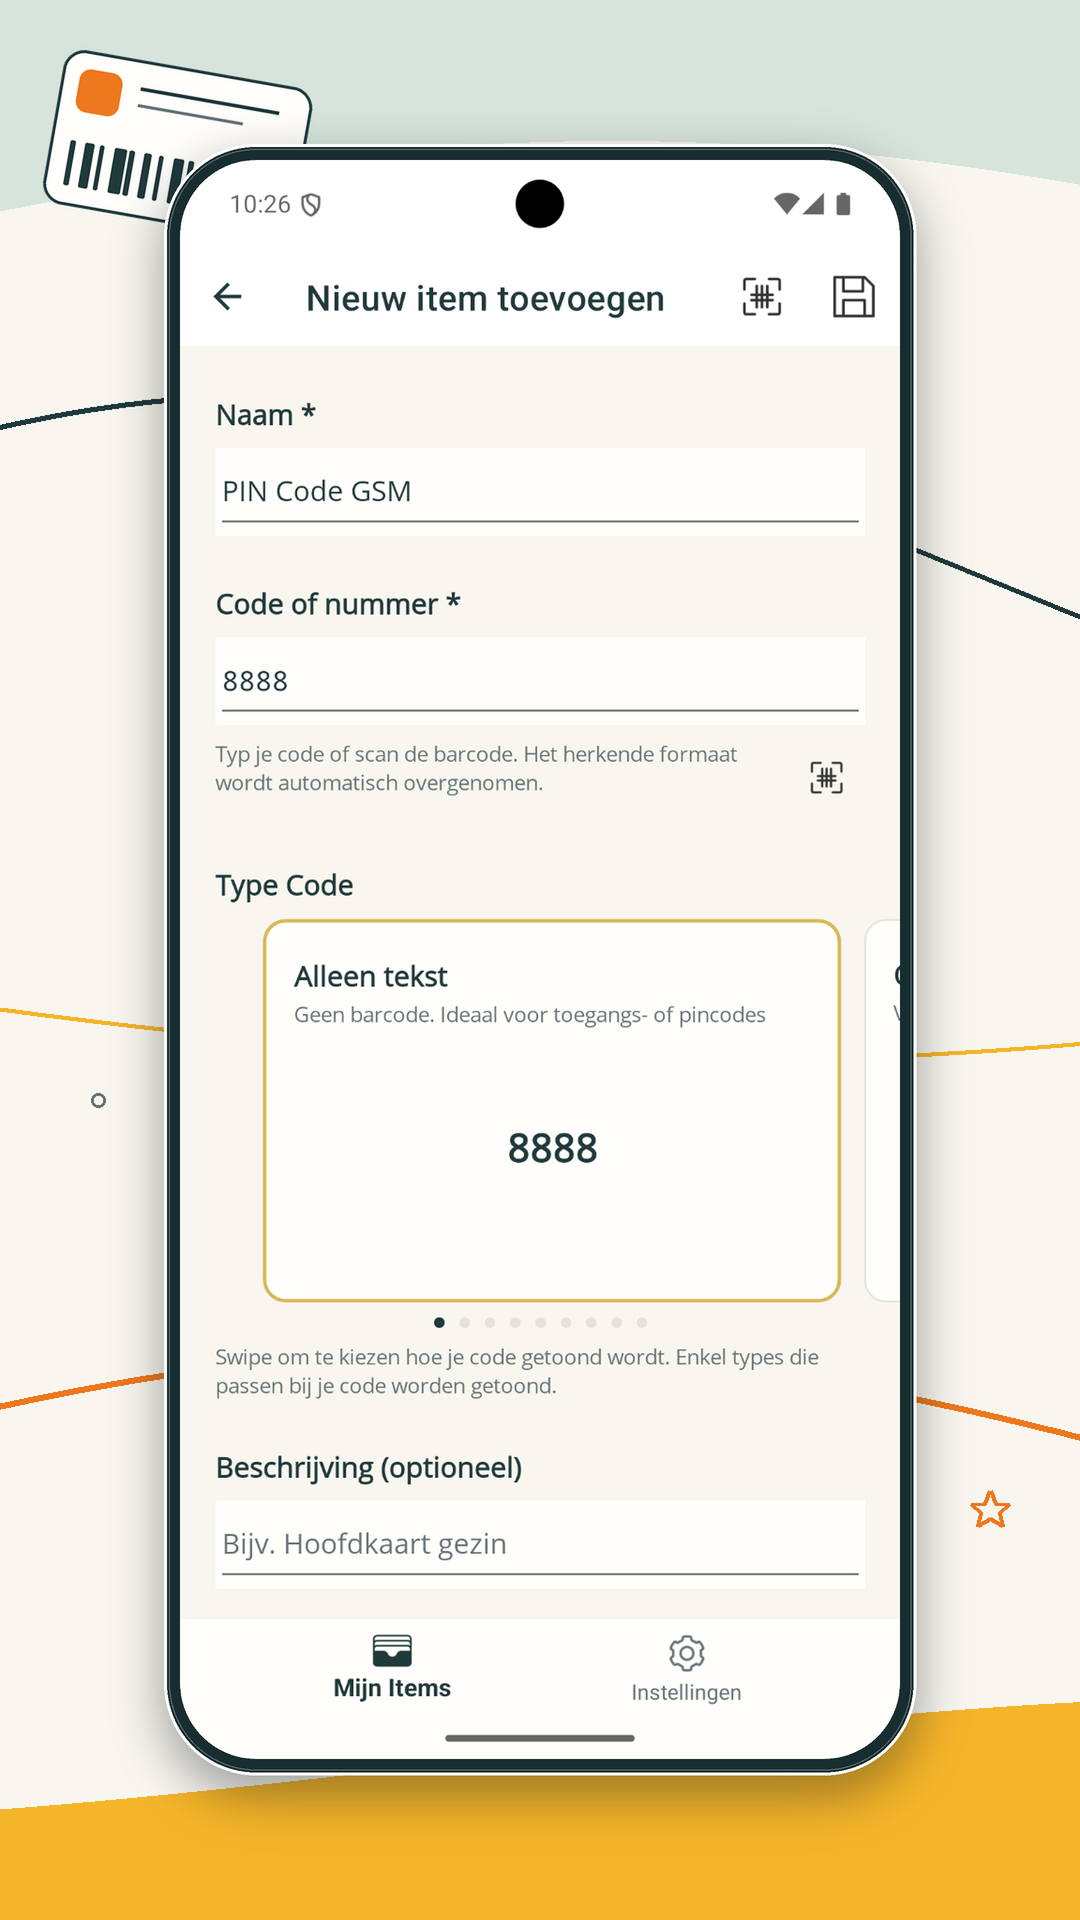 10:26
Nieuw item toevoegen
Naam *
PIN Code GSM
Code of nummer *
8888
Typ je code of scan de barcode. Het herkende formaat
wordt automatisch overgenomen.
Type Code
Alleen tekst
Geen barcode. Ideaal voor toegangs- of pincodes
8888
Swipe om te kiezen hoe je code getoond wordt. Enkel types die
passen bij je code worden getoond.
Beschrijving (optioneel)
Bijv. Hoofdkaart gezin
Mijn Items
Instellingen